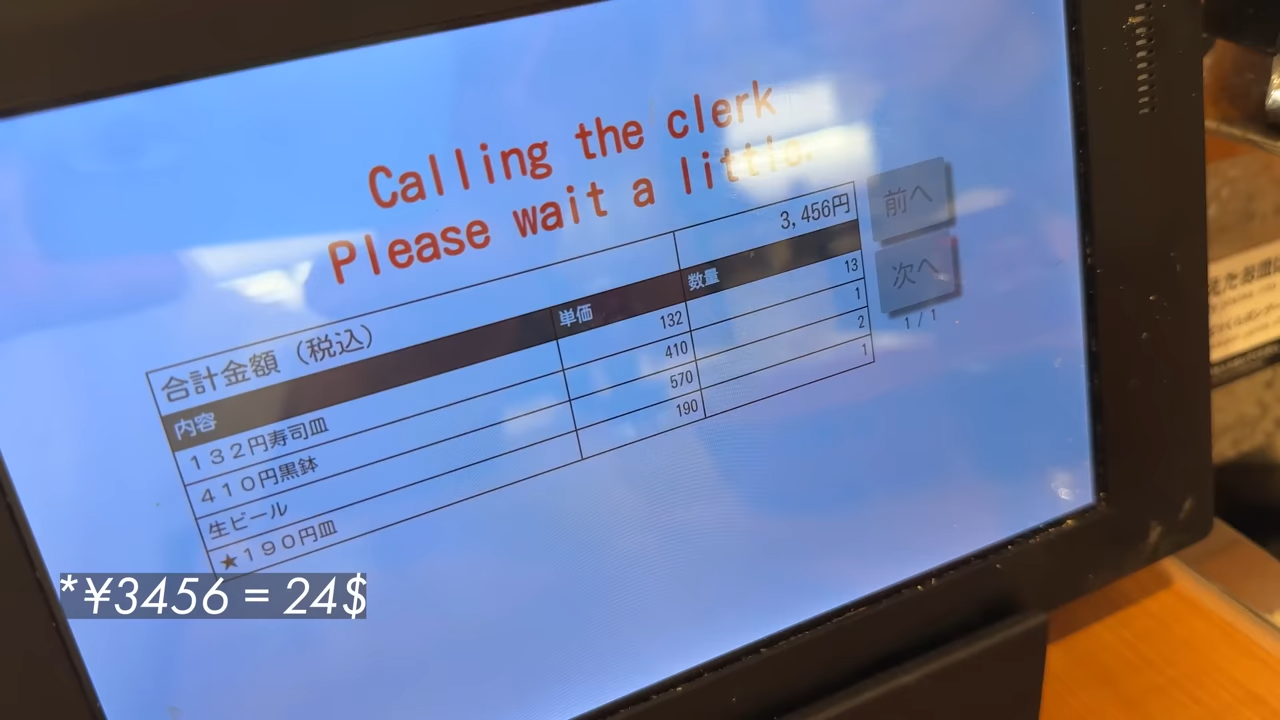 Calling the clerk
Please wait a little.
合計金額（税込） 3,456円
内容 単価 数量
１３２円寿司皿 132 13
４１０円黒鉢 410 1
生ビール 570 2
★１９０円皿 190 1
前へ
次へ
1 / 1
*¥3456 = 24$